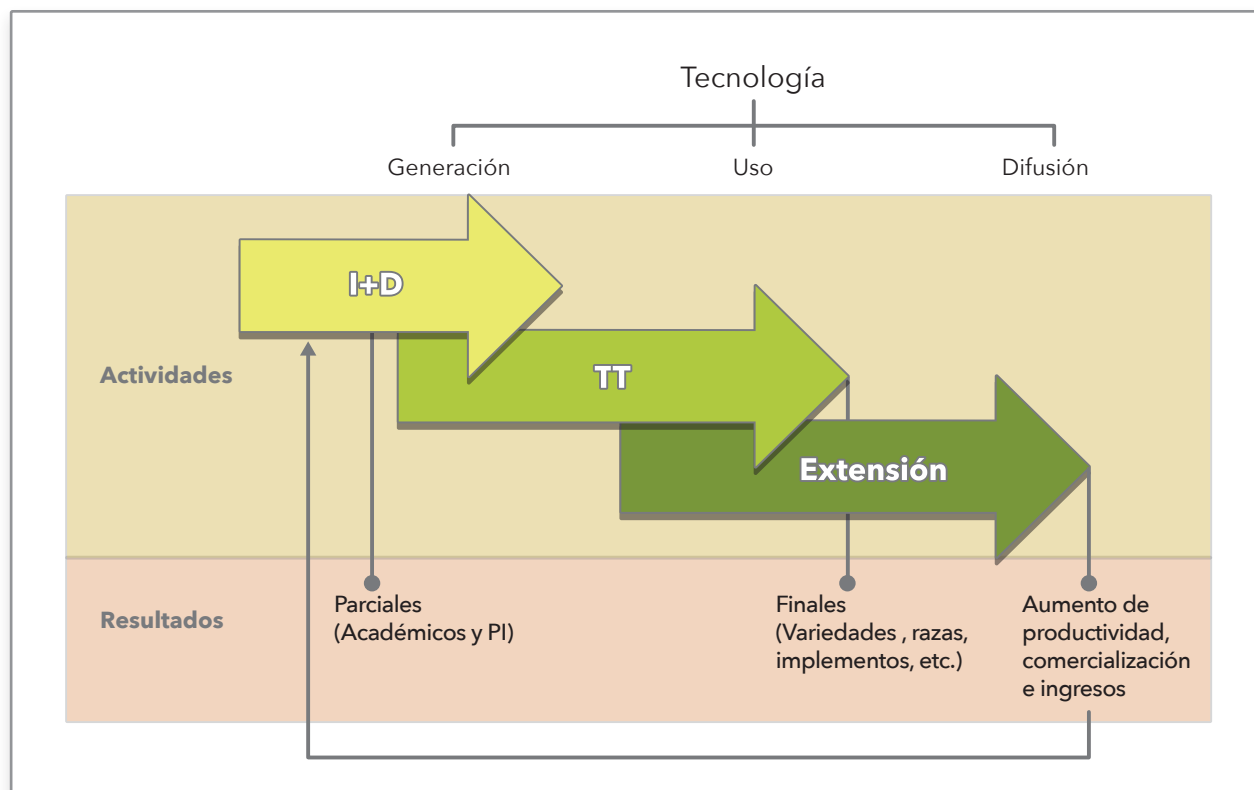 Tecnología
Generación
Uso
Difusión
I+D
TT
Extensión
Actividades
Resultados
Parciales
(Académicos y PI)
Finales
(Variedades , razas,
implementos, etc.)
Aumento de
productividad,
comercialización
e ingresos